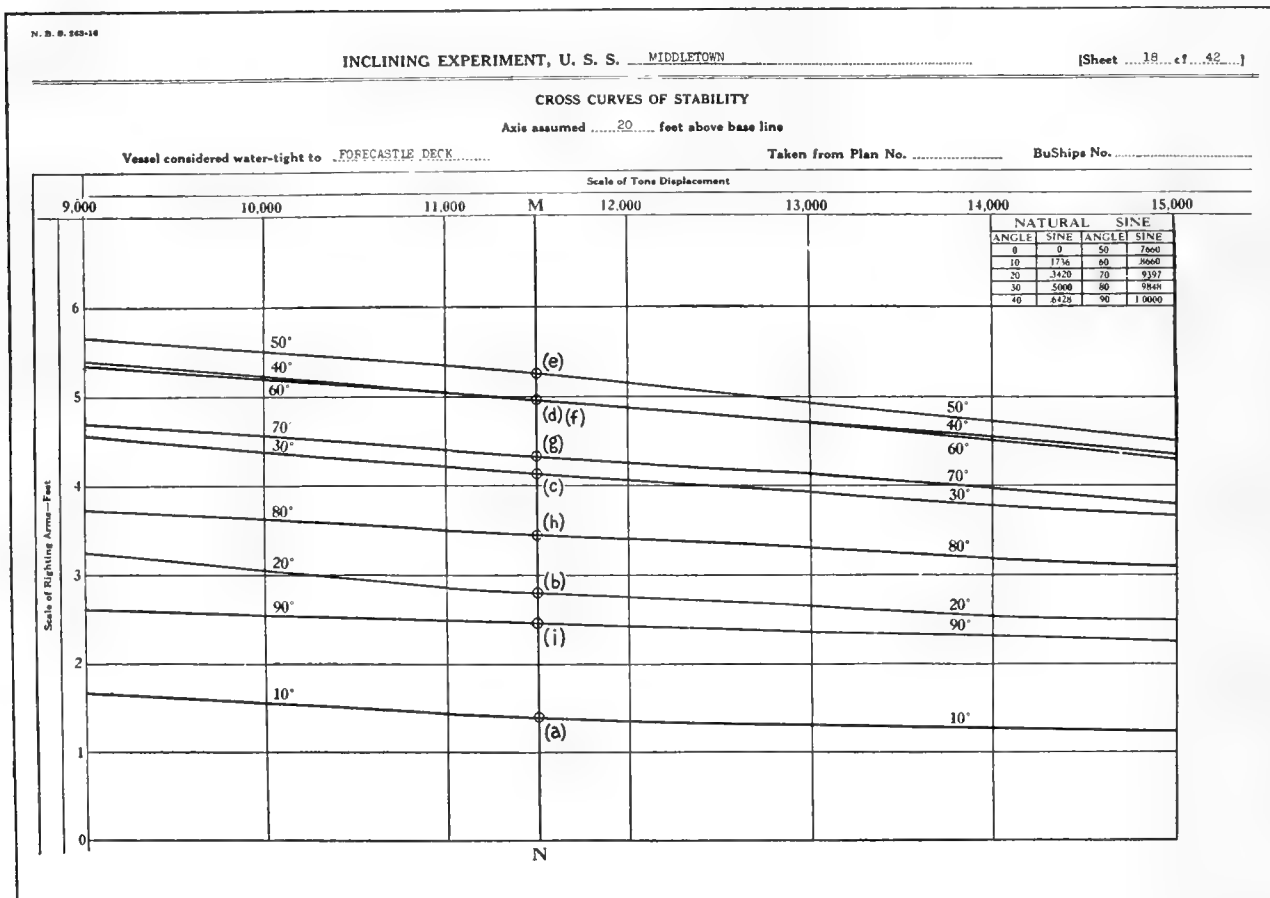 N. B. S. 263-16
INCLINING EXPERIMENT, U. S. S. MIDDLETOWN [Sheet 18 of 42]
CROSS CURVES OF STABILITY
Axis assumed 20 feet above base line
Vessel considered water-tight to FORECASTLE DECK Taken from Plan No. BuShips No.
Scale of Tons Displacement
9,000 10,000 11,000 M 12,000 13,000 14,000 15,000
NATURAL SINE
ANGLE SINE ANGLE SINE
0 0 50 .7660
10 .1736 60 .8660
20 .3420 70 .9397
30 .5000 80 .9848
40 .6428 90 1.0000
Scale of Righting Arms—Feet
6
50° (e)
40°
60°
5
(d) (f) 50°
40°
60°
70° (g)
30°
70°
4
(c) 30°
80° (h)
80°
20°
3
(b) 20°
90°
90°
(i)
2
10°
10°
(a)
1
0
N